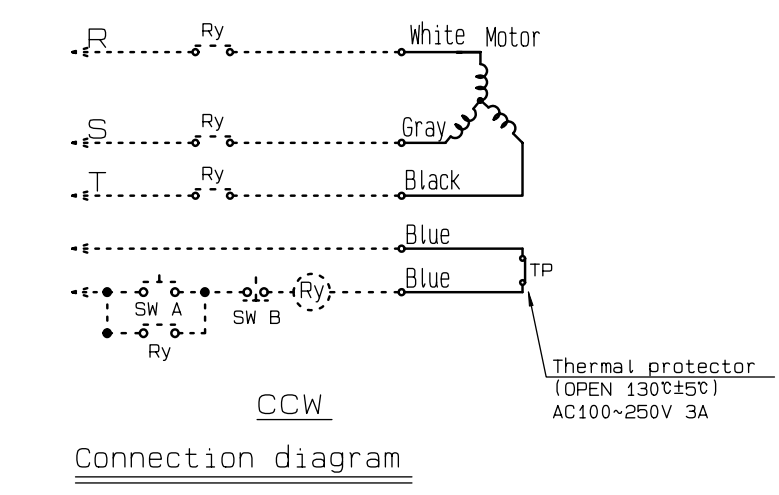 R Ry White Motor
S Ry Gray
T Ry Black
Blue
TP
Ry Blue
SW A SW B
Ry
Thermal protector
(OPEN 130℃±5℃)
AC100~250V 3A
CCW
Connection diagram